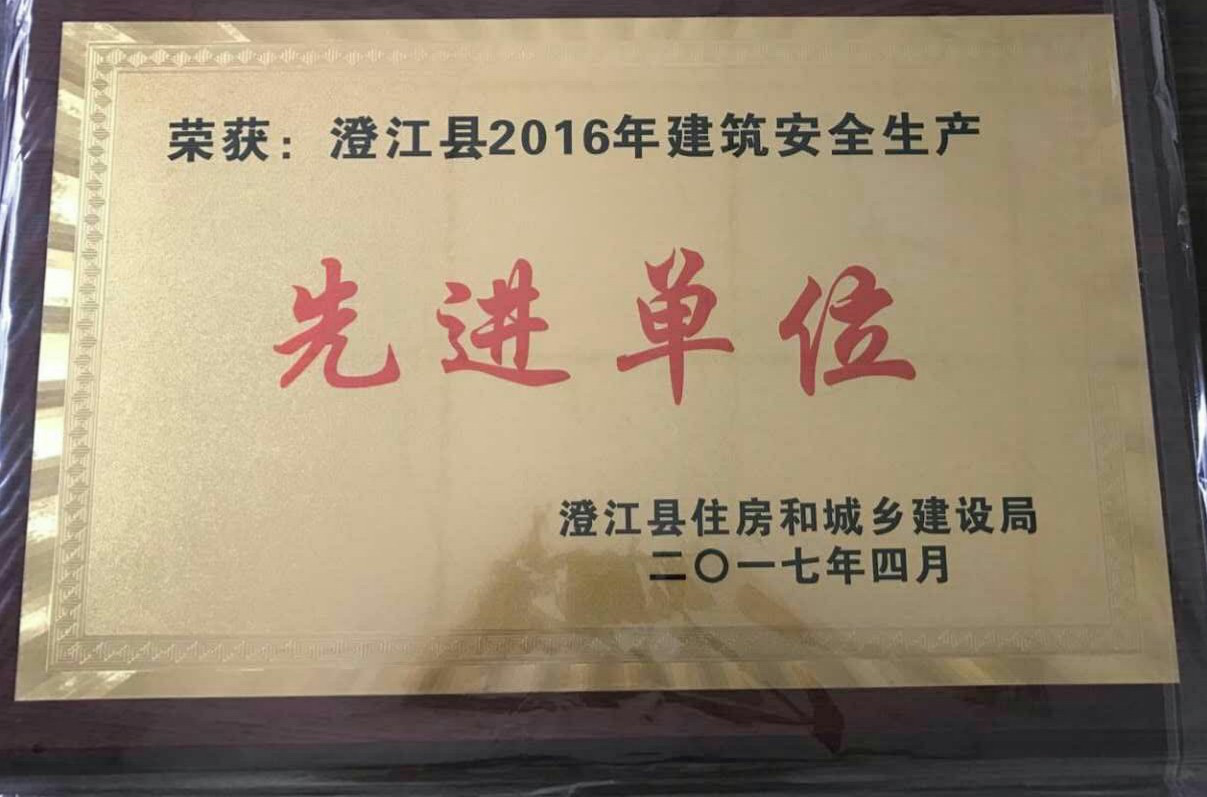 荣获：澄江县2016年建筑安全生产
先进单位
澄江县住房和城乡建设局
二〇一七年四月